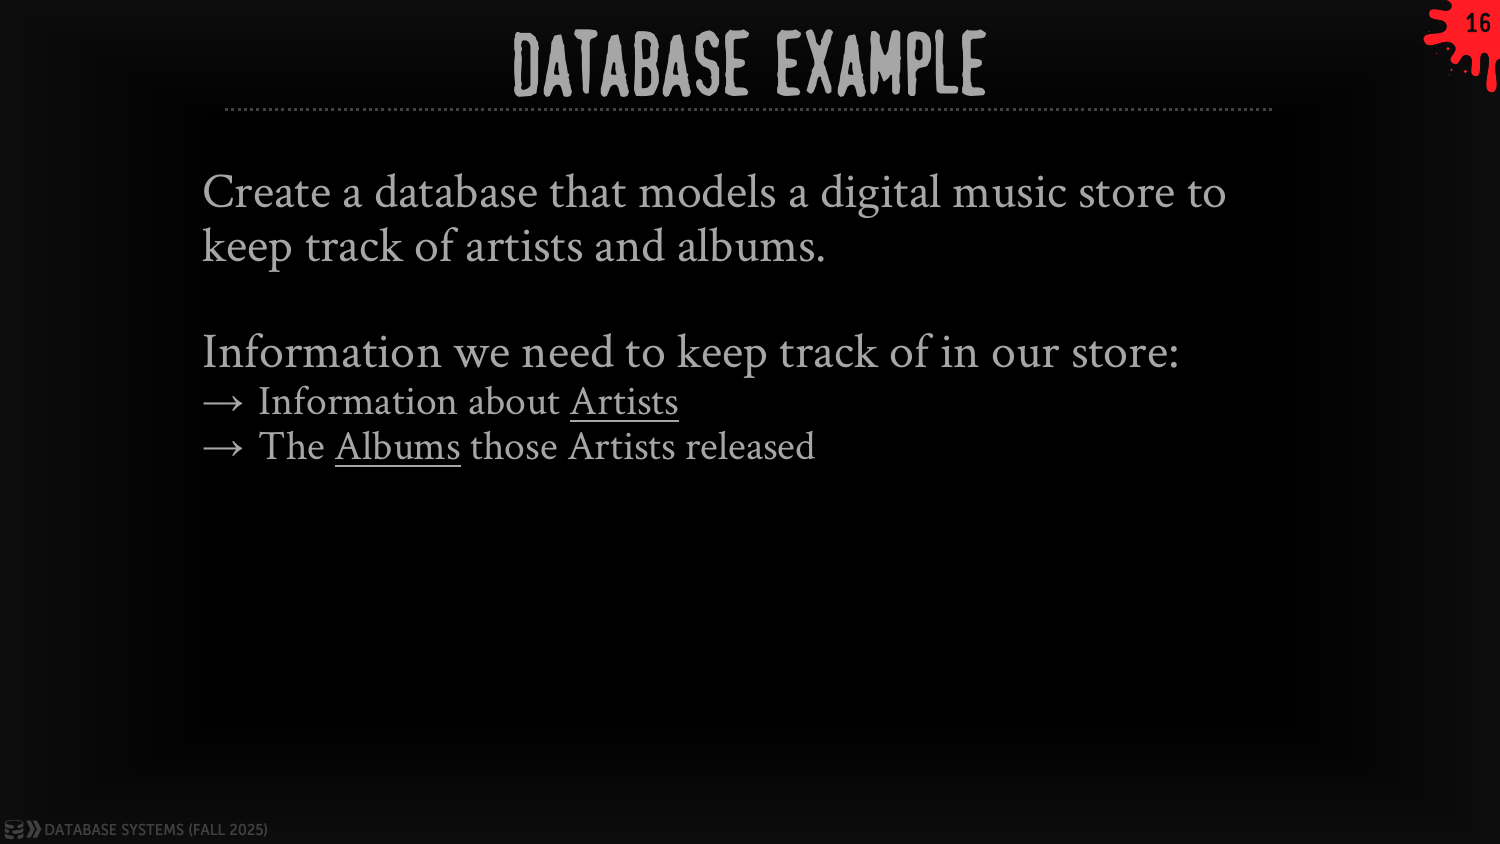 16
DATABASE EXAMPLE
Create a database that models a digital music store to
keep track of artists and albums.
Information we need to keep track of in our store:
→ Information about Artists
→ The Albums those Artists released
DATABASE SYSTEMS (FALL 2025)